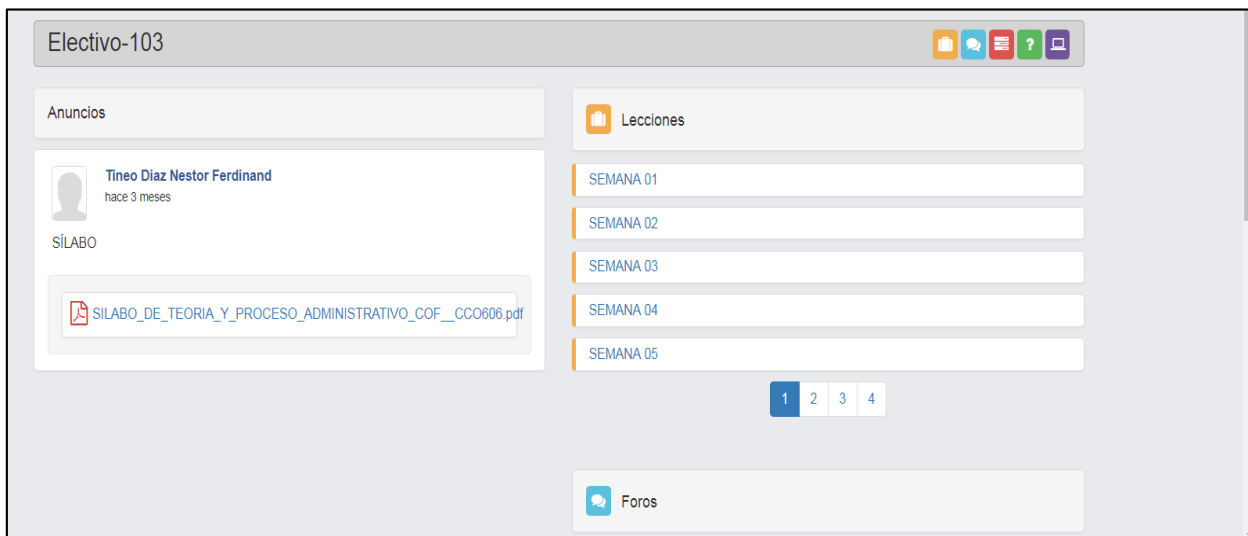 Electivo-103
?
Anuncios
Tineo Diaz Nestor Ferdinand
hace 3 meses
SÍLABO
SILABO_DE_TEORIA_Y_PROCESO_ADMINISTRATIVO_COF__CCO606.pdf
Lecciones
SEMANA 01
SEMANA 02
SEMANA 03
SEMANA 04
SEMANA 05
1 2 3 4
Foros